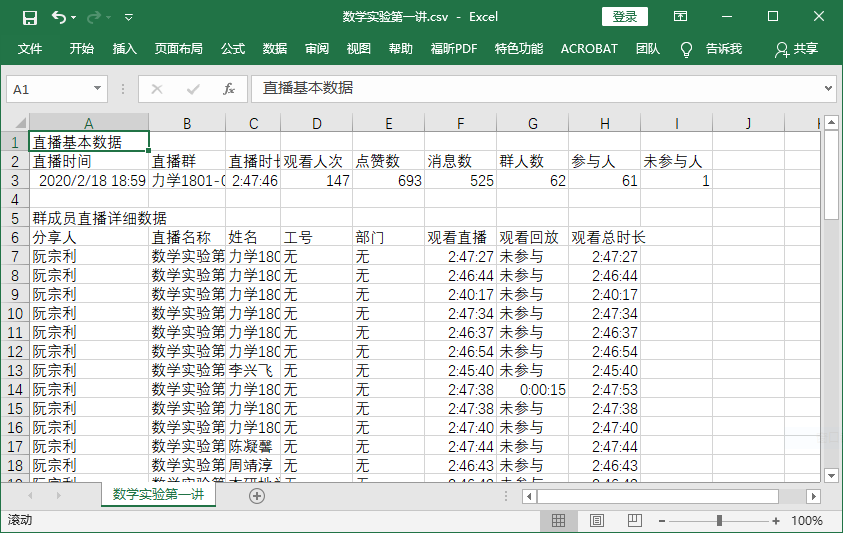 数学实验第一讲.csv - Excel 登录
文件 开始 插入 页面布局 公式 数据 审阅 视图 帮助 福昕PDF 特色功能 ACROBAT 团队 告诉我 共享
A1 fx 直播基本数据
A B C D E F G H I J
1 直播基本数据
2 直播时间 直播群 直播时长 观看人次 点赞数 消息数 群人数 参与人 未参与人
3 2020/2/18 18:59 力学1801-0 2:47:46 147 693 525 62 61 1
4
5 群成员直播详细数据
6 分享人 直播名称 姓名 工号 部门 观看直播 观看回放 观看总时长
7 阮宗利 数学实验第 力学180 无 无 2:47:27 未参与 2:47:27
8 阮宗利 数学实验第 力学180 无 无 2:46:44 未参与 2:46:44
9 阮宗利 数学实验第 力学180 无 无 2:40:17 未参与 2:40:17
10 阮宗利 数学实验第 力学180 无 无 2:47:34 未参与 2:47:34
11 阮宗利 数学实验第 力学180 无 无 2:46:37 未参与 2:46:37
12 阮宗利 数学实验第 力学180 无 无 2:46:54 未参与 2:46:54
13 阮宗利 数学实验第 李兴飞 无 无 2:45:40 未参与 2:45:40
14 阮宗利 数学实验第 力学180 无 无 2:47:38 0:00:15 2:47:53
15 阮宗利 数学实验第 力学180 无 无 2:47:38 未参与 2:47:38
16 阮宗利 数学实验第 力学180 无 无 2:47:40 未参与 2:47:40
17 阮宗利 数学实验第 陈凝馨 无 无 2:47:44 未参与 2:47:44
18 阮宗利 数学实验第 周靖淳 无 无 2:46:43 未参与 2:46:43
数学实验第一讲
滚动 100%